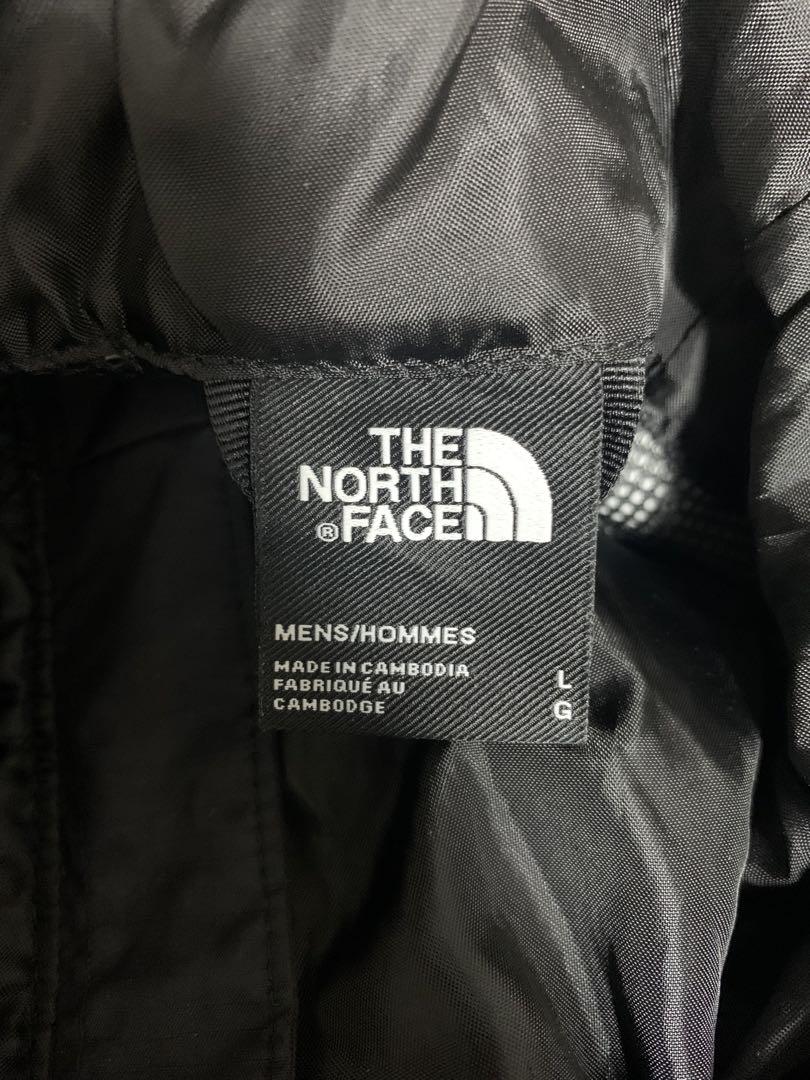 THE
NORTH
®FACE
MENS/HOMMES
MADE IN CAMBODIA
FABRIQUÉ AU
CAMBODGE
L
G